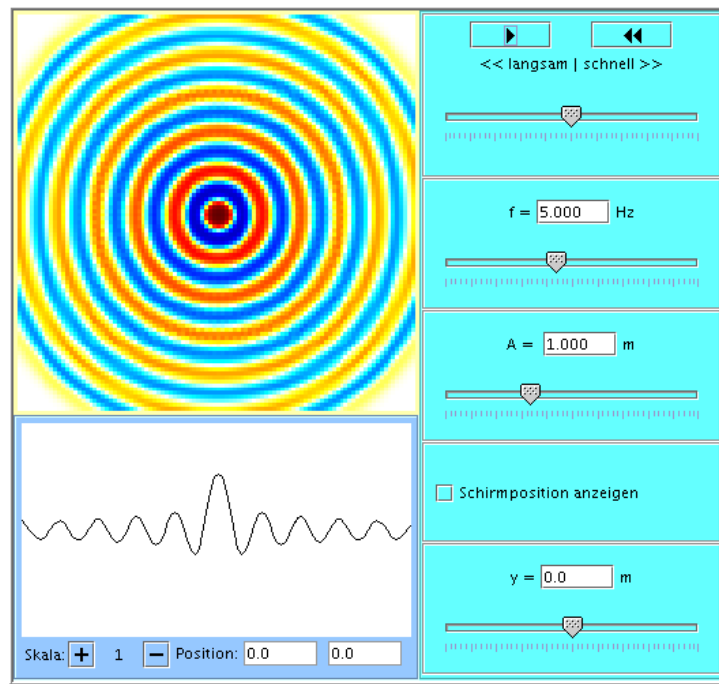 << langsam | schnell >>
f = 5.000 Hz
A = 1.000 m
Schirmposition anzeigen
y = 0.0 m
Skala: + 1 − Position: 0.0 0.0